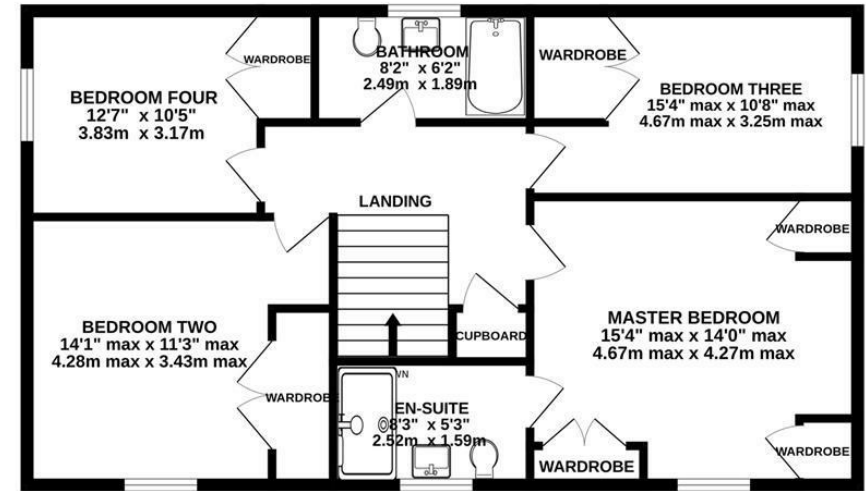 BEDROOM FOUR
12'7" x 10'5"
3.83m x 3.17m
WARDROBE
BATHROOM
8'2" x 6'2"
2.49m x 1.89m
WARDROBE
BEDROOM THREE
15'4" max x 10'8" max
4.67m max x 3.25m max
LANDING
WARDROBE
BEDROOM TWO
14'1" max x 11'3" max
4.28m max x 3.43m max
WARDROBE
CUPBOARD
MASTER BEDROOM
15'4" max x 14'0" max
4.67m max x 4.27m max
EN-SUITE
8'3" x 5'3"
2.52m x 1.59m
WARDROBE
WARDROBE